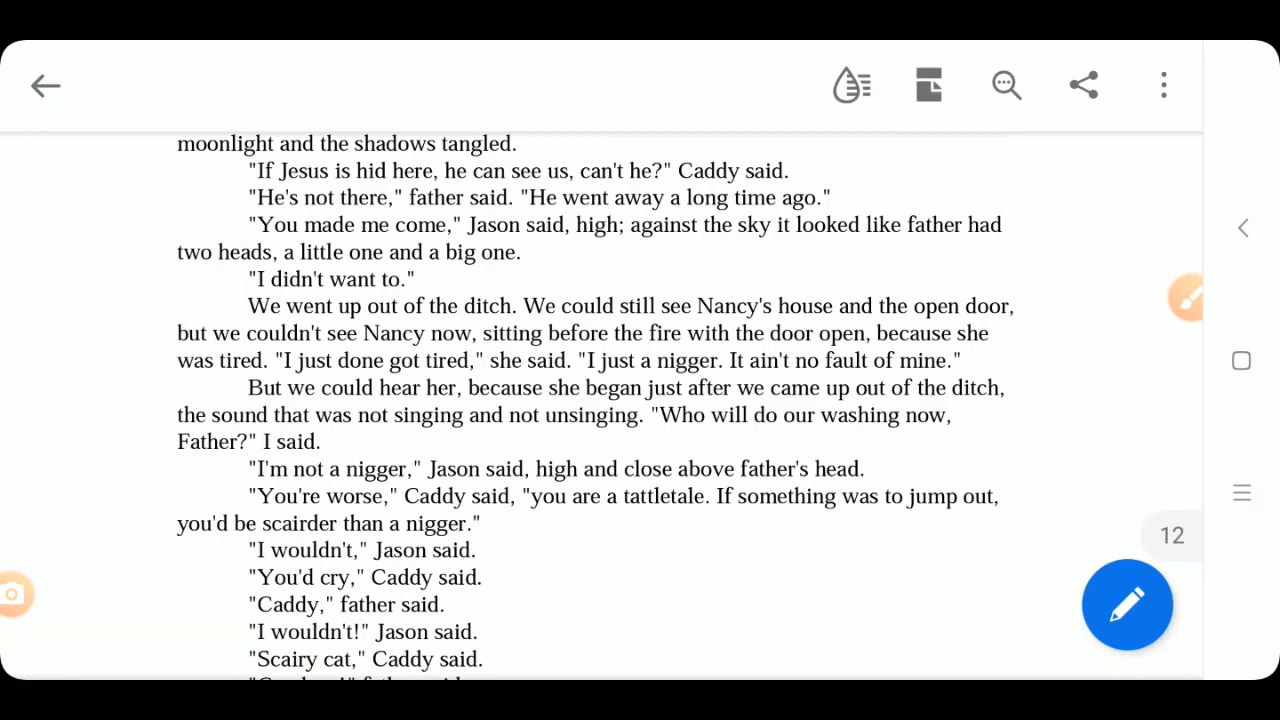 moonlight and the shadows tangled.
"If Jesus is hid here, he can see us, can't he?" Caddy said.
"He's not there," father said. "He went away a long time ago."
"You made me come," Jason said, high; against the sky it looked like father had
two heads, a little one and a big one.
"I didn't want to."
We went up out of the ditch. We could still see Nancy's house and the open door,
but we couldn't see Nancy now, sitting before the fire with the door open, because she
was tired. "I just done got tired," she said. "I just a nigger. It ain't no fault of mine."
But we could hear her, because she began just after we came up out of the ditch,
the sound that was not singing and not unsinging. "Who will do our washing now,
Father?" I said.
"I'm not a nigger," Jason said, high and close above father's head.
"You're worse," Caddy said, "you are a tattletale. If something was to jump out,
you'd be scairder than a nigger."
"I wouldn't," Jason said.
"You'd cry," Caddy said.
"Caddy," father said.
"I wouldn't!" Jason said.
"Scairy cat," Caddy said.
12